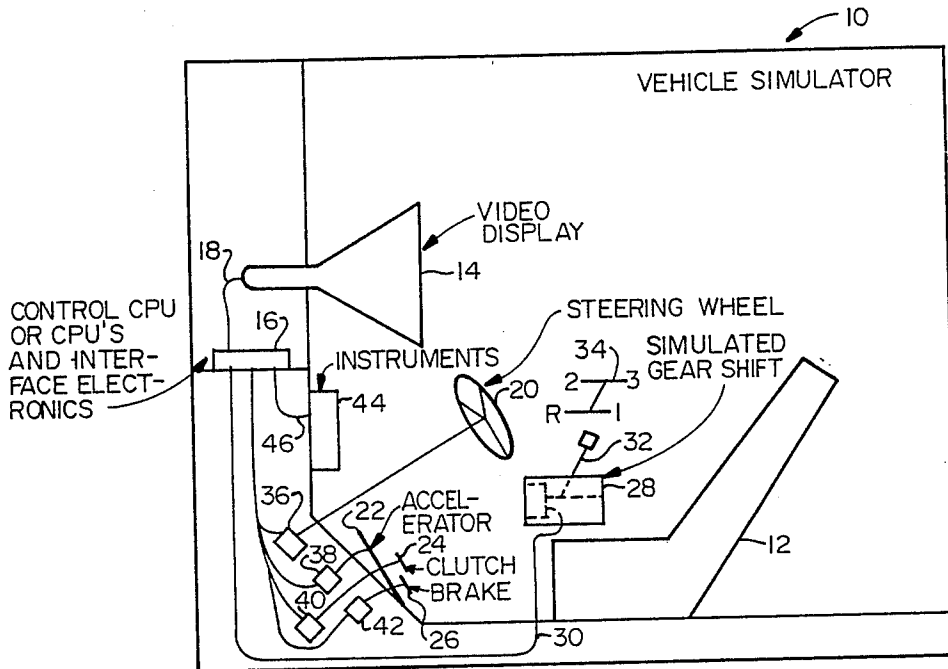 10
VEHICLE SIMULATOR
VIDEO
DISPLAY
14
18
CONTROL CPU
OR CPU'S
AND INTER-
FACE ELECT-
RONICS
16
INSTRUMENTS
44
46
STEERING WHEEL
20
SIMULATED
GEAR SHIFT
34
2 3
R 1
32
28
12
36
22
ACCEL-
ERATOR
38
24
CLUTCH
BRAKE
40
42
26
30